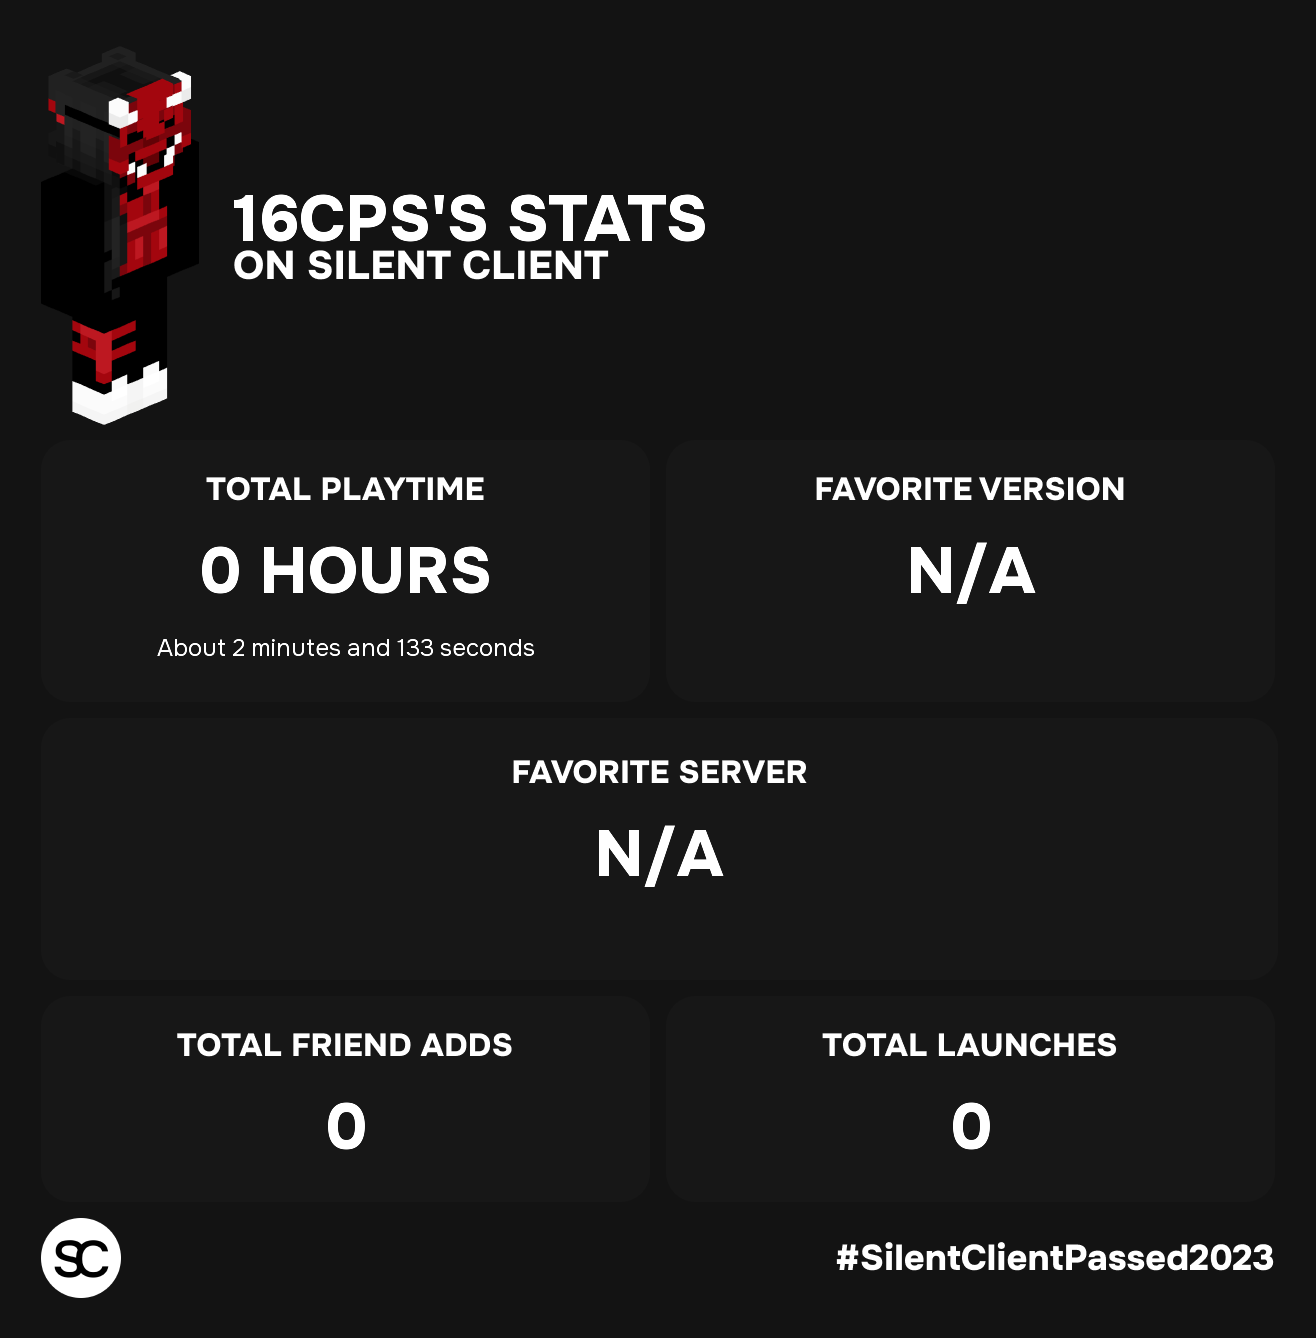 16CPS'S STATS
ON SILENT CLIENT
TOTAL PLAYTIME
0 HOURS
About 2 minutes and 133 seconds
FAVORITE VERSION
N/A
FAVORITE SERVER
N/A
TOTAL FRIEND ADDS
0
TOTAL LAUNCHES
0
SC
#SilentClientPassed2023